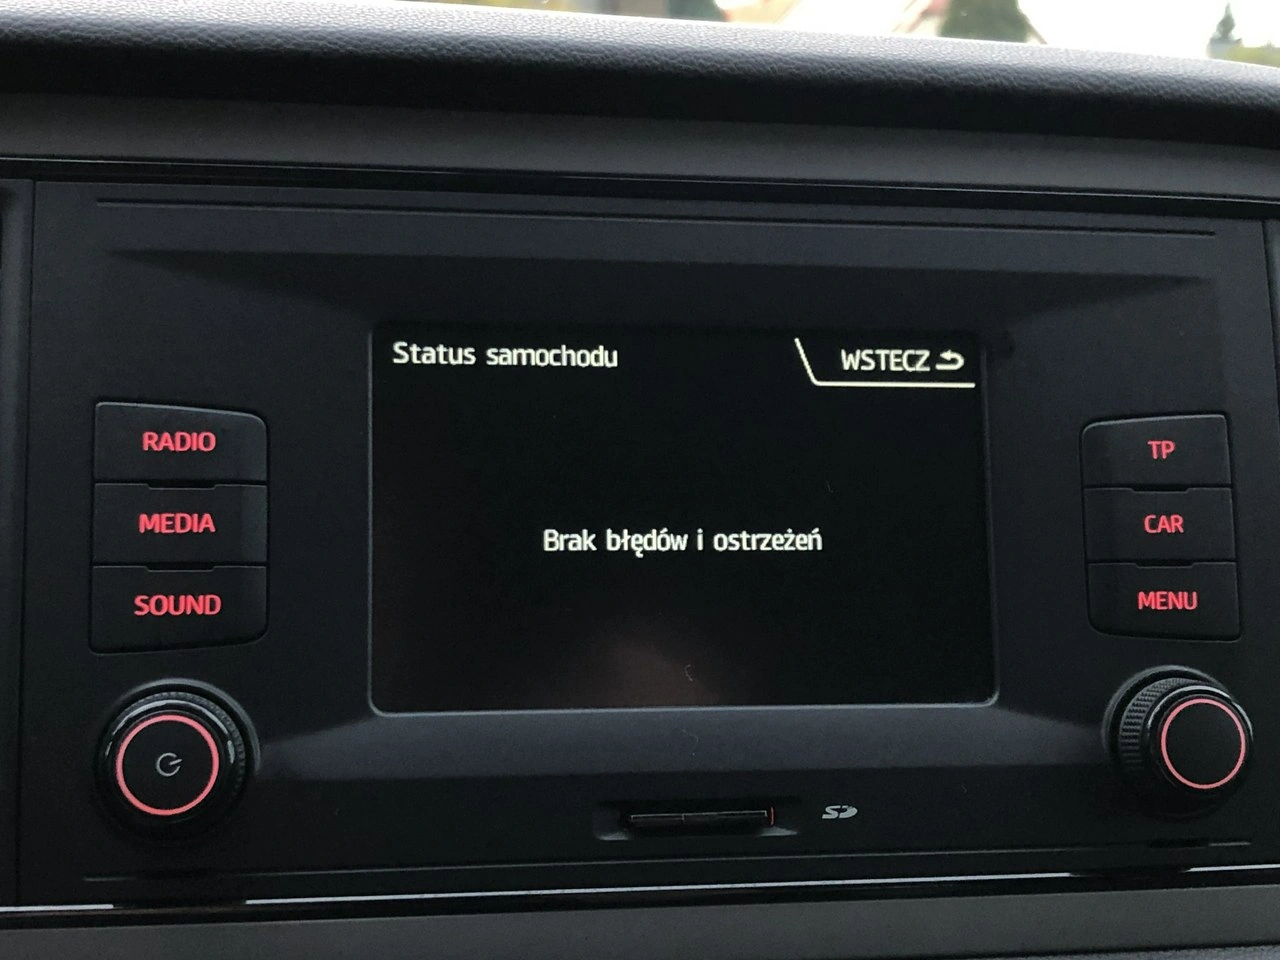 Status samochodu
WSTECZ
RADIO
TP
MEDIA
CAR
Brak błędów i ostrzeżeń
SOUND
MENU
SD